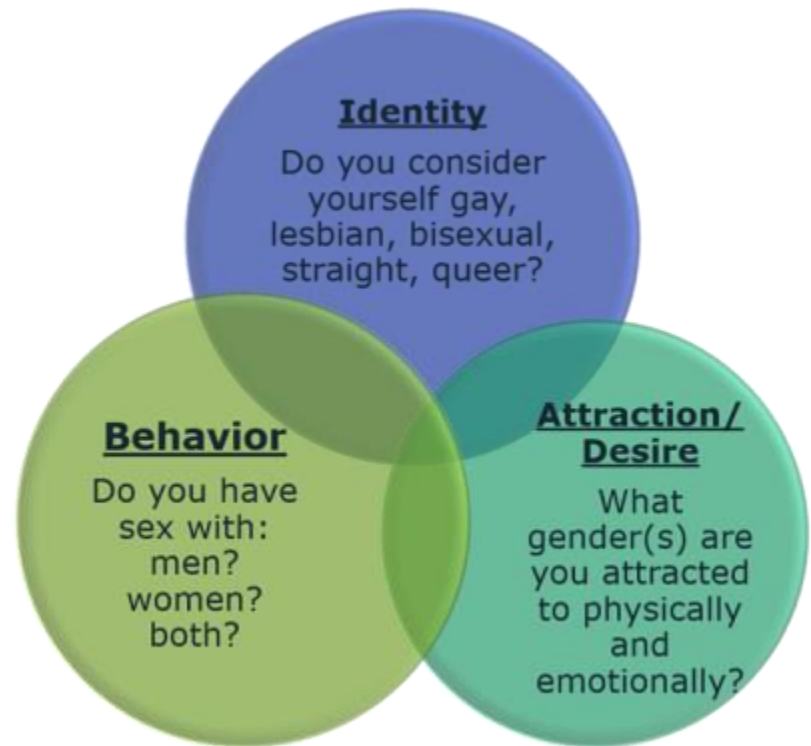 Identity
Do you consider
yourself gay,
lesbian, bisexual,
straight, queer?
Behavior
Do you have
sex with:
men?
women?
both?
Attraction/
Desire
What
gender(s) are
you attracted
to physically
and
emotionally?